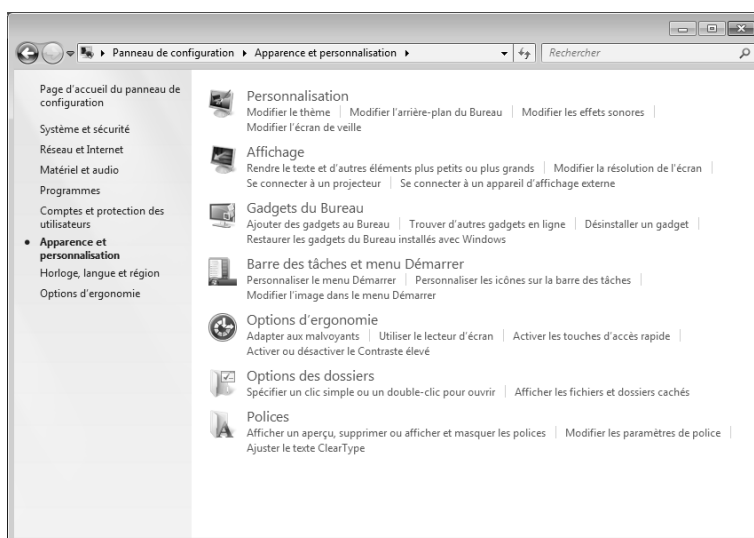 Panneau de configuration Apparence et personnalisation
Rechercher
Page d'accueil du panneau de
configuration
Système et sécurité
Réseau et Internet
Matériel et audio
Programmes
Comptes et protection des
utilisateurs
Apparence et
personnalisation
Horloge, langue et région
Options d'ergonomie
Personnalisation
Modifier le thème Modifier l'arrière-plan du Bureau Modifier les effets sonores
Modifier l'écran de veille
Affichage
Rendre le texte et d'autres éléments plus petits ou plus grands Modifier la résolution de l'écran
Se connecter à un projecteur Se connecter à un appareil d'affichage externe
Gadgets du Bureau
Ajouter des gadgets au Bureau Trouver d'autres gadgets en ligne Désinstaller un gadget
Restaurer les gadgets du Bureau installés avec Windows
Barre des tâches et menu Démarrer
Personnaliser le menu Démarrer Personnaliser les icônes sur la barre des tâches
Modifier l'image dans le menu Démarrer
Options d'ergonomie
Adapter aux malvoyants Utiliser le lecteur d'écran Activer les touches d'accès rapide
Activer ou désactiver le Contraste élevé
Options des dossiers
Spécifier un clic simple ou un double-clic pour ouvrir Afficher les fichiers et dossiers cachés
Polices
Afficher un aperçu, supprimer ou afficher et masquer les polices Modifier les paramètres de police
Ajuster le texte ClearType